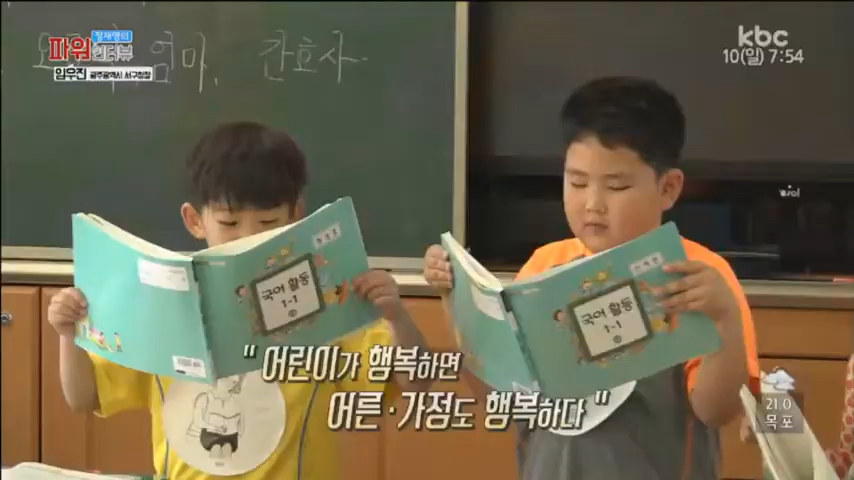 정재영의
파워인터뷰
임우진 광주광역시 서구청장
kbc
10(일) 7:54
엄마, 간호사
국어 활동
1-1
국어 활동
1-1
"어린이가 행복하면
어른·가정도 행복하다"
21.0
목포